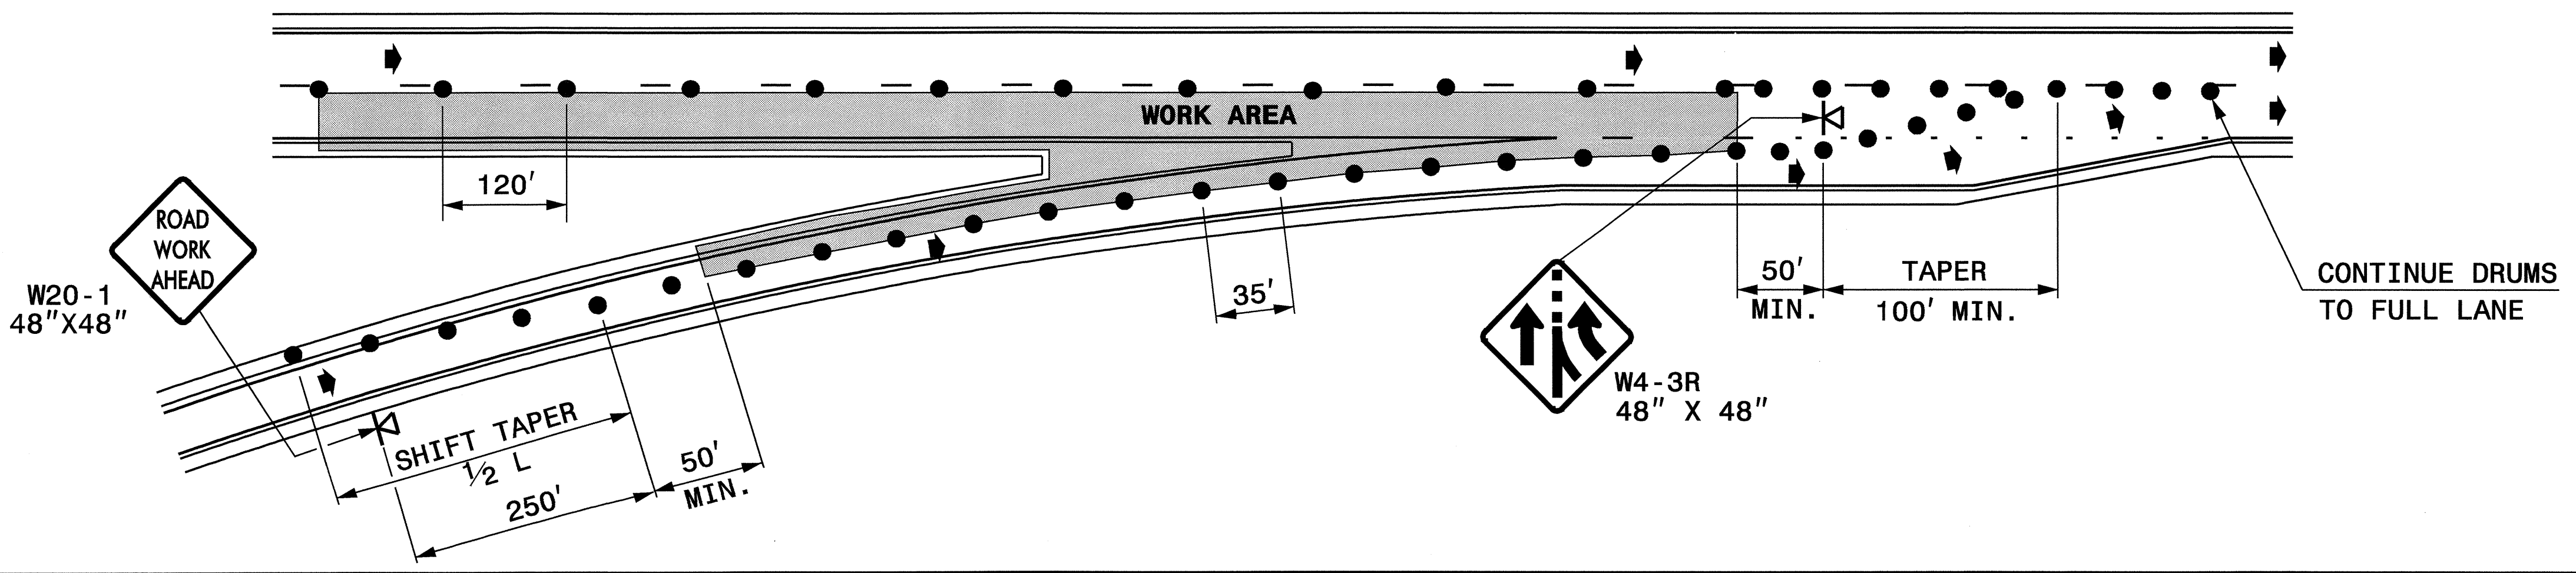 WORK AREA
120'
ROAD
WORK
AHEAD
W20-1
48"X48"
35'
50'
MIN.
TAPER
100' MIN.
CONTINUE DRUMS
TO FULL LANE
W4-3R
48" X 48"
SHIFT TAPER
½ L
250'
50'
MIN.